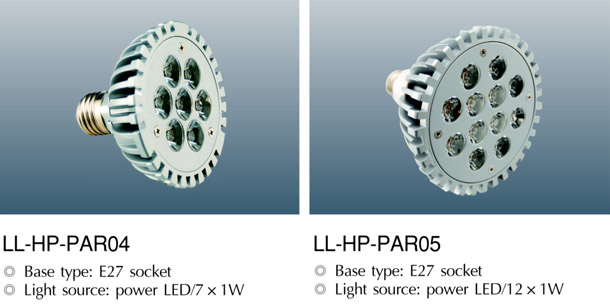 LL-HP-PAR04
◎ Base type: E27 socket
◎ Light source: power LED/7 × 1W
LL-HP-PAR05
◎ Base type: E27 socket
◎ Light source: power LED/12 × 1W